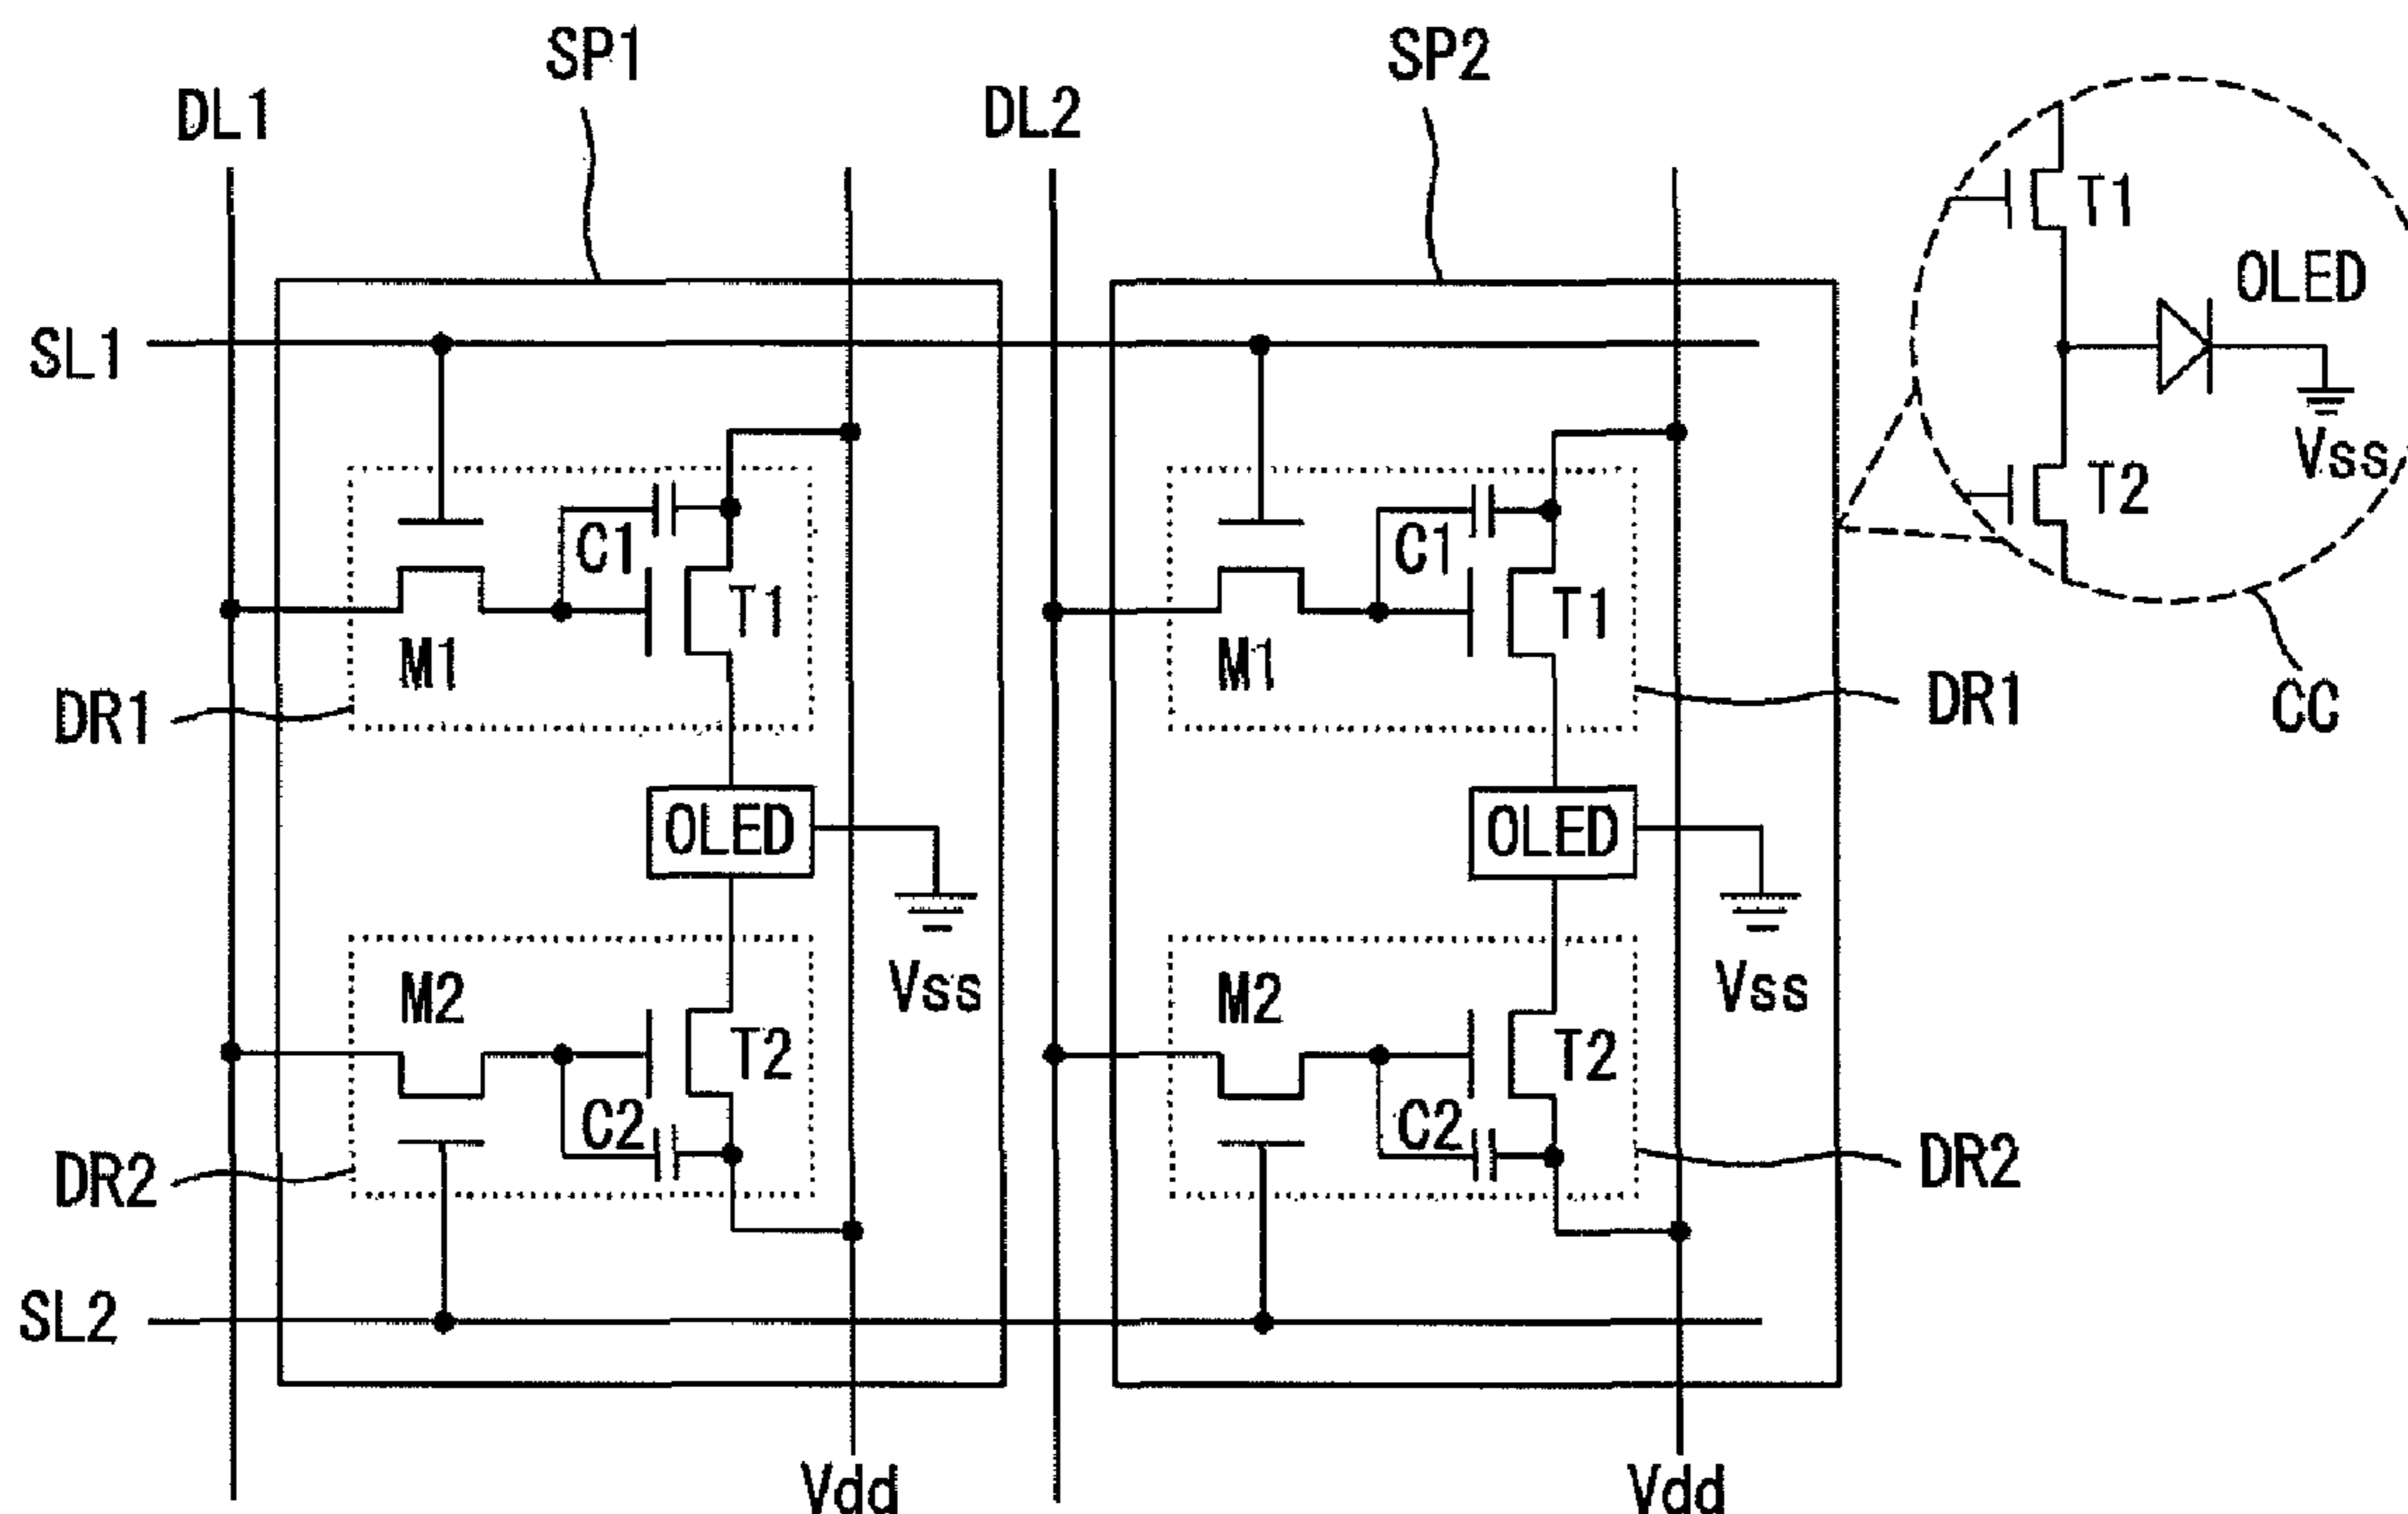 SP1
SP2
DL1
DL2
T1
OLED
SL1
Vss
T2
C1
T1
C1
T1
M1
M1
DR1
DR1
CC
OLED
OLED
M2
Vss
M2
Vss
T2
T2
C2
C2
DR2
DR2
SL2
Vdd
Vdd